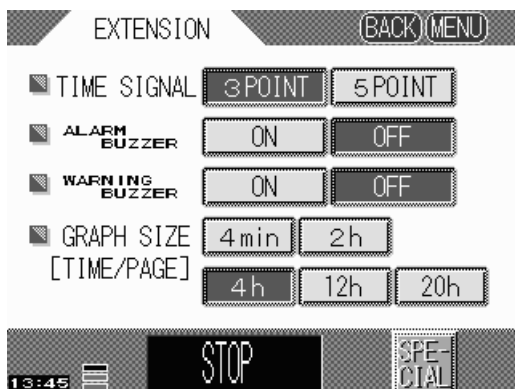 EXTENSION BACK MENU
TIME SIGNAL 3POINT 5POINT
ALARM BUZZER ON OFF
WARNING BUZZER ON OFF
GRAPH SIZE 4min 2h
[TIME/PAGE] 4h 12h 20h
13:45 STOP SPE-
CIAL